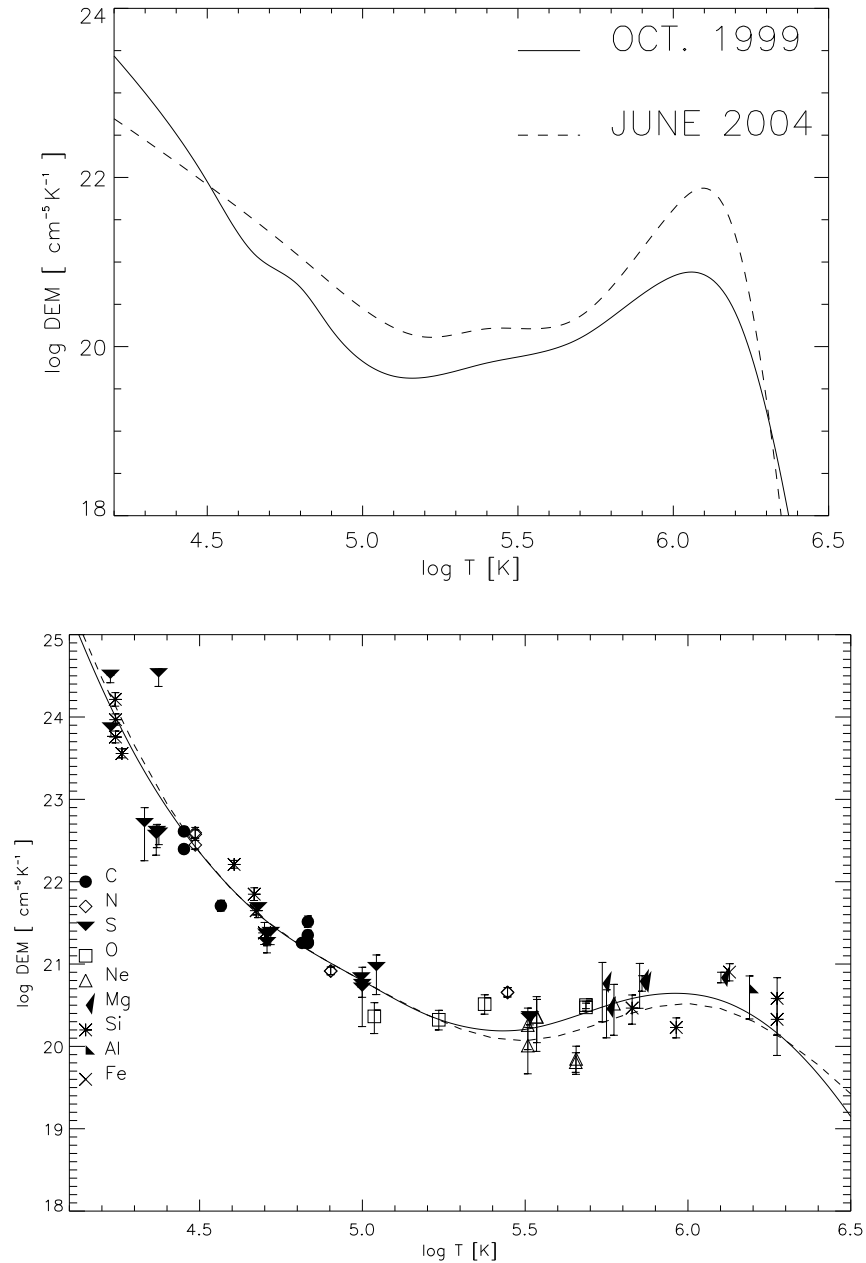 24
OCT. 1999
JUNE 2004
22
20
18
log DEM [ cm⁻⁵K⁻¹ ]
4.5 5.0 5.5 6.0 6.5
log T [K]
25
24
23
22
21
20
19
18
log DEM [ cm⁻⁵K⁻¹ ]
C
N
S
O
Ne
Mg
Si
Al
Fe
4.5 5.0 5.5 6.0 6.5
log T [K]